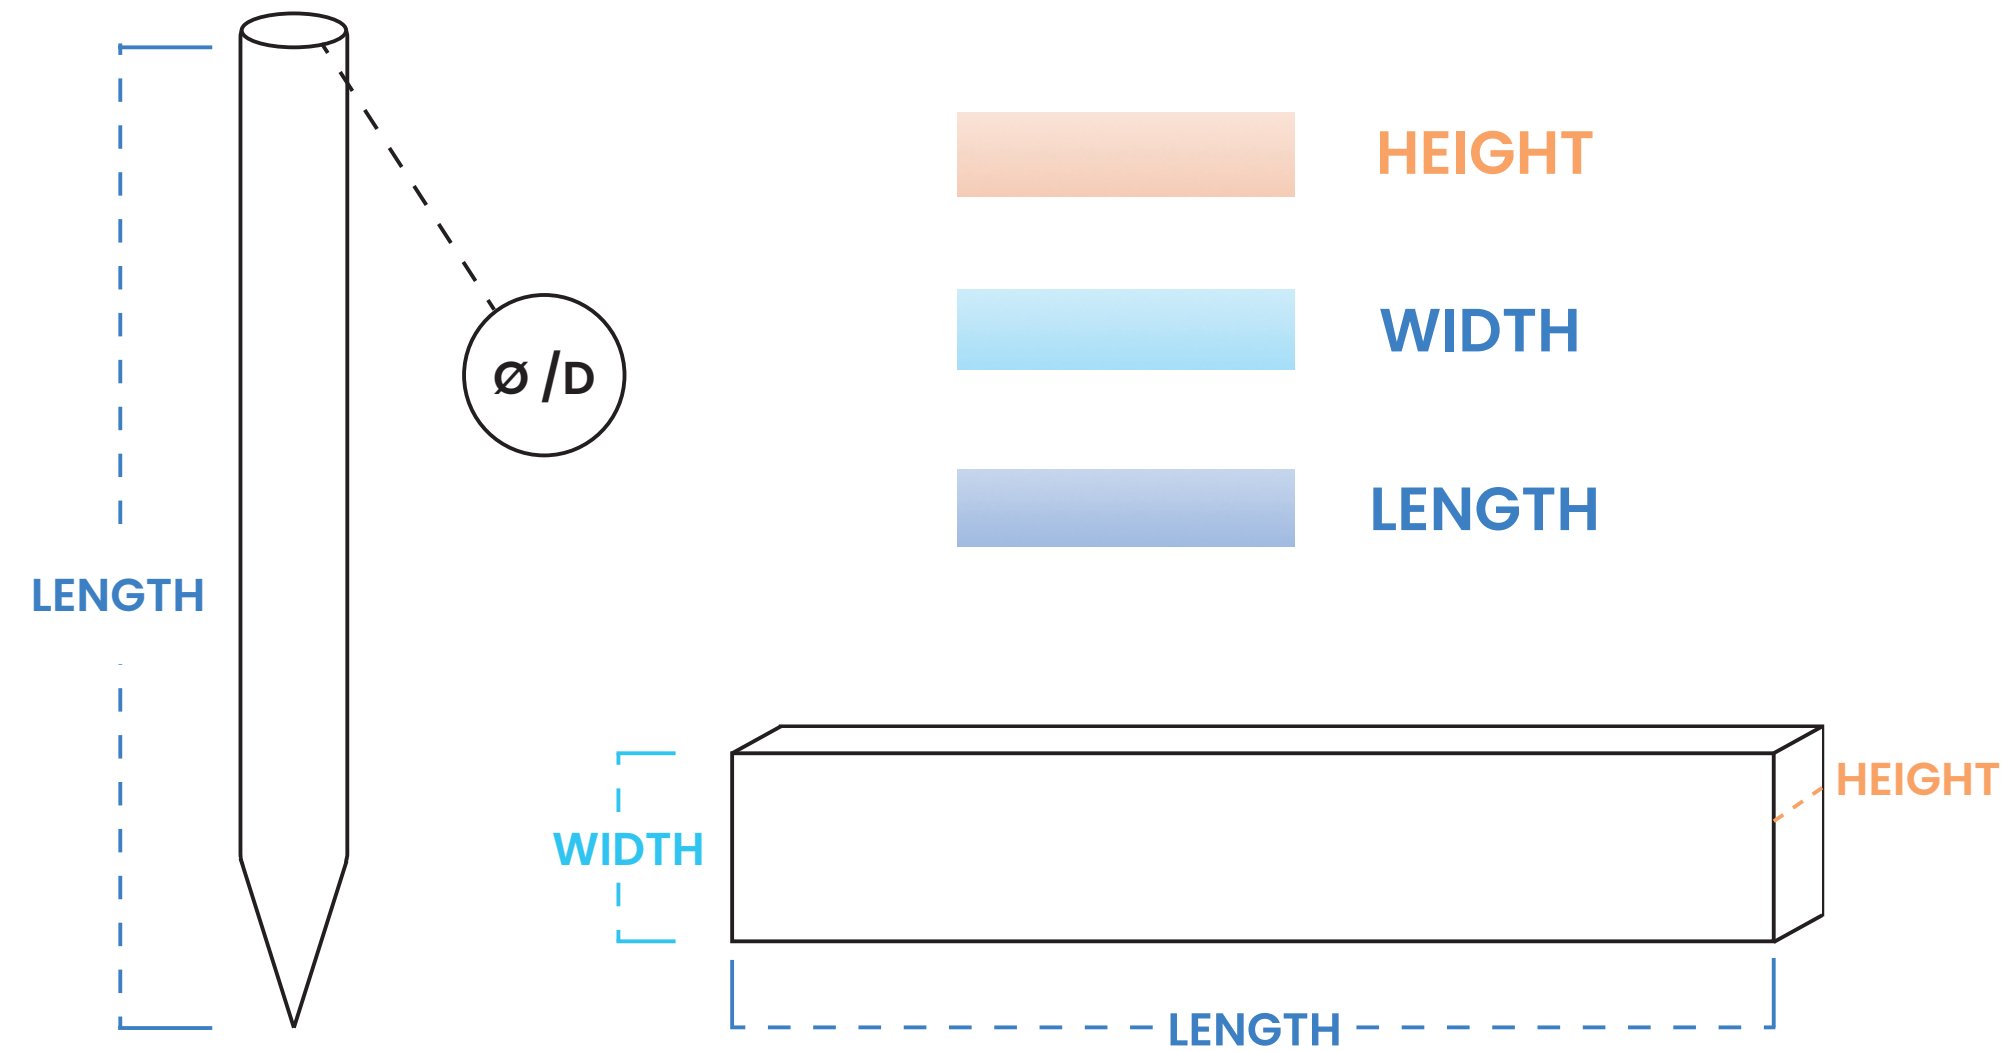 HEIGHT
WIDTH
Ø /D
LENGTH
LENGTH
HEIGHT
WIDTH
LENGTH